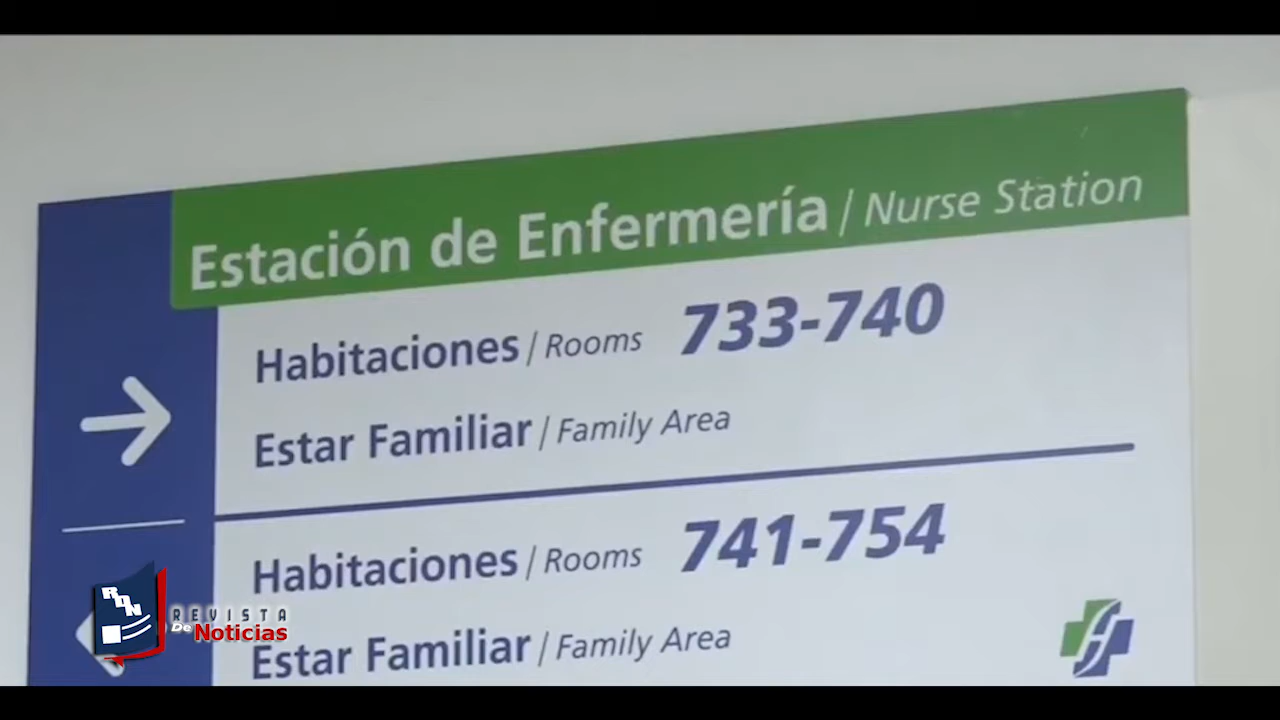 Estación de Enfermería / Nurse Station
Habitaciones / Rooms 733-740
Estar Familiar / Family Area
Habitaciones / Rooms 741-754
Estar Familiar / Family Area
RDN
REVISTA
De Noticias